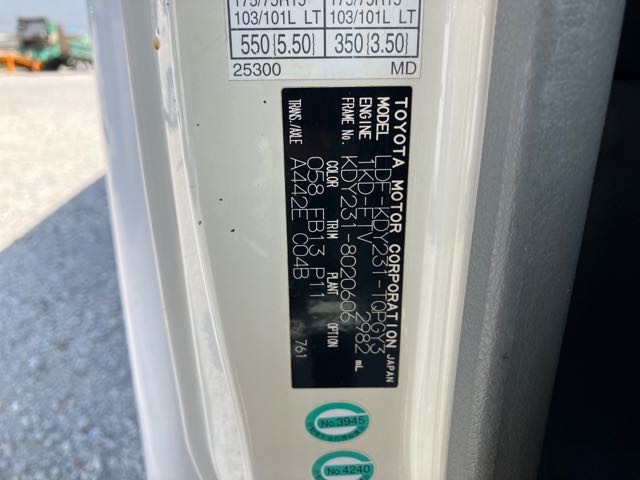 175/75R15 175/75R15
103/101L LT 103/101L LT
550{5.50} 350{3.50}
25300 MD
TOYOTA MOTOR CORPORATION JAPAN
MODEL LDF-KDY231-TQPGY3
ENGINE 1KD-FTV 2982 mL
FRAME No. KDY231-8020606
COLOR TRIM PLANT OPTION
058 FB13 P11
TRANS./AXLE A442E C04B 761
No.3945
No.4240